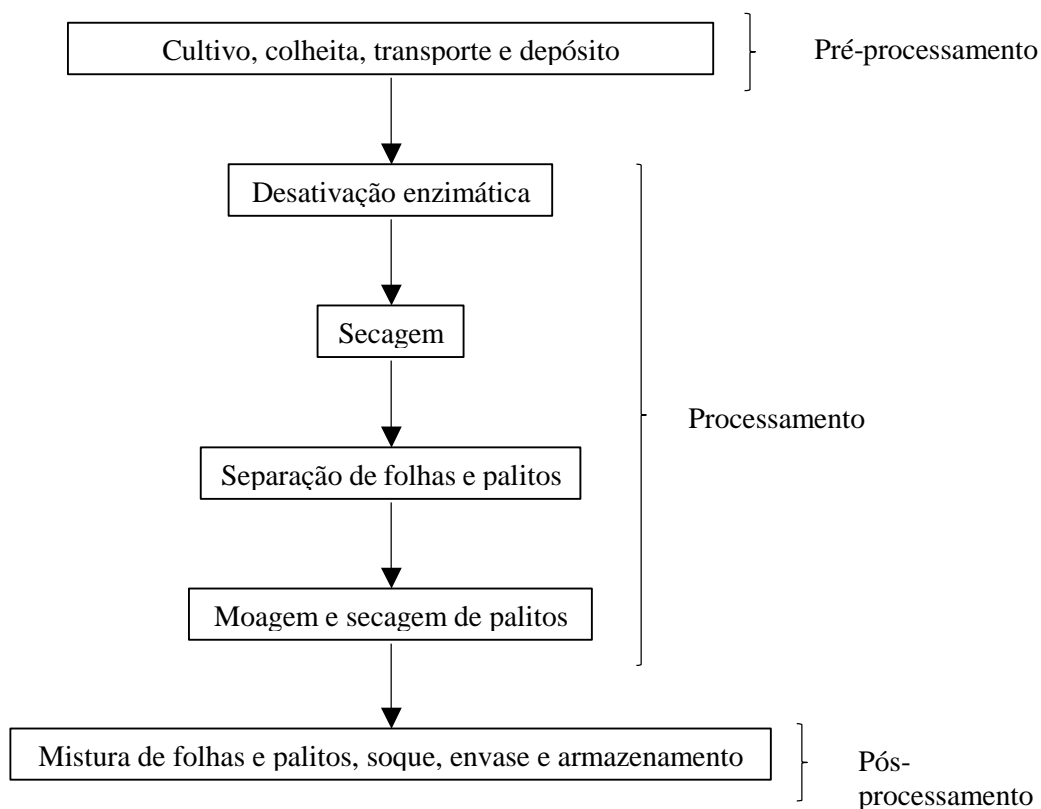 Cultivo, colheita, transporte e depósito
Pré-processamento
Desativação enzimática
Secagem
Separação de folhas e palitos
Processamento
Moagem e secagem de palitos
Mistura de folhas e palitos, soque, envase e armazenamento
Pós-
processamento